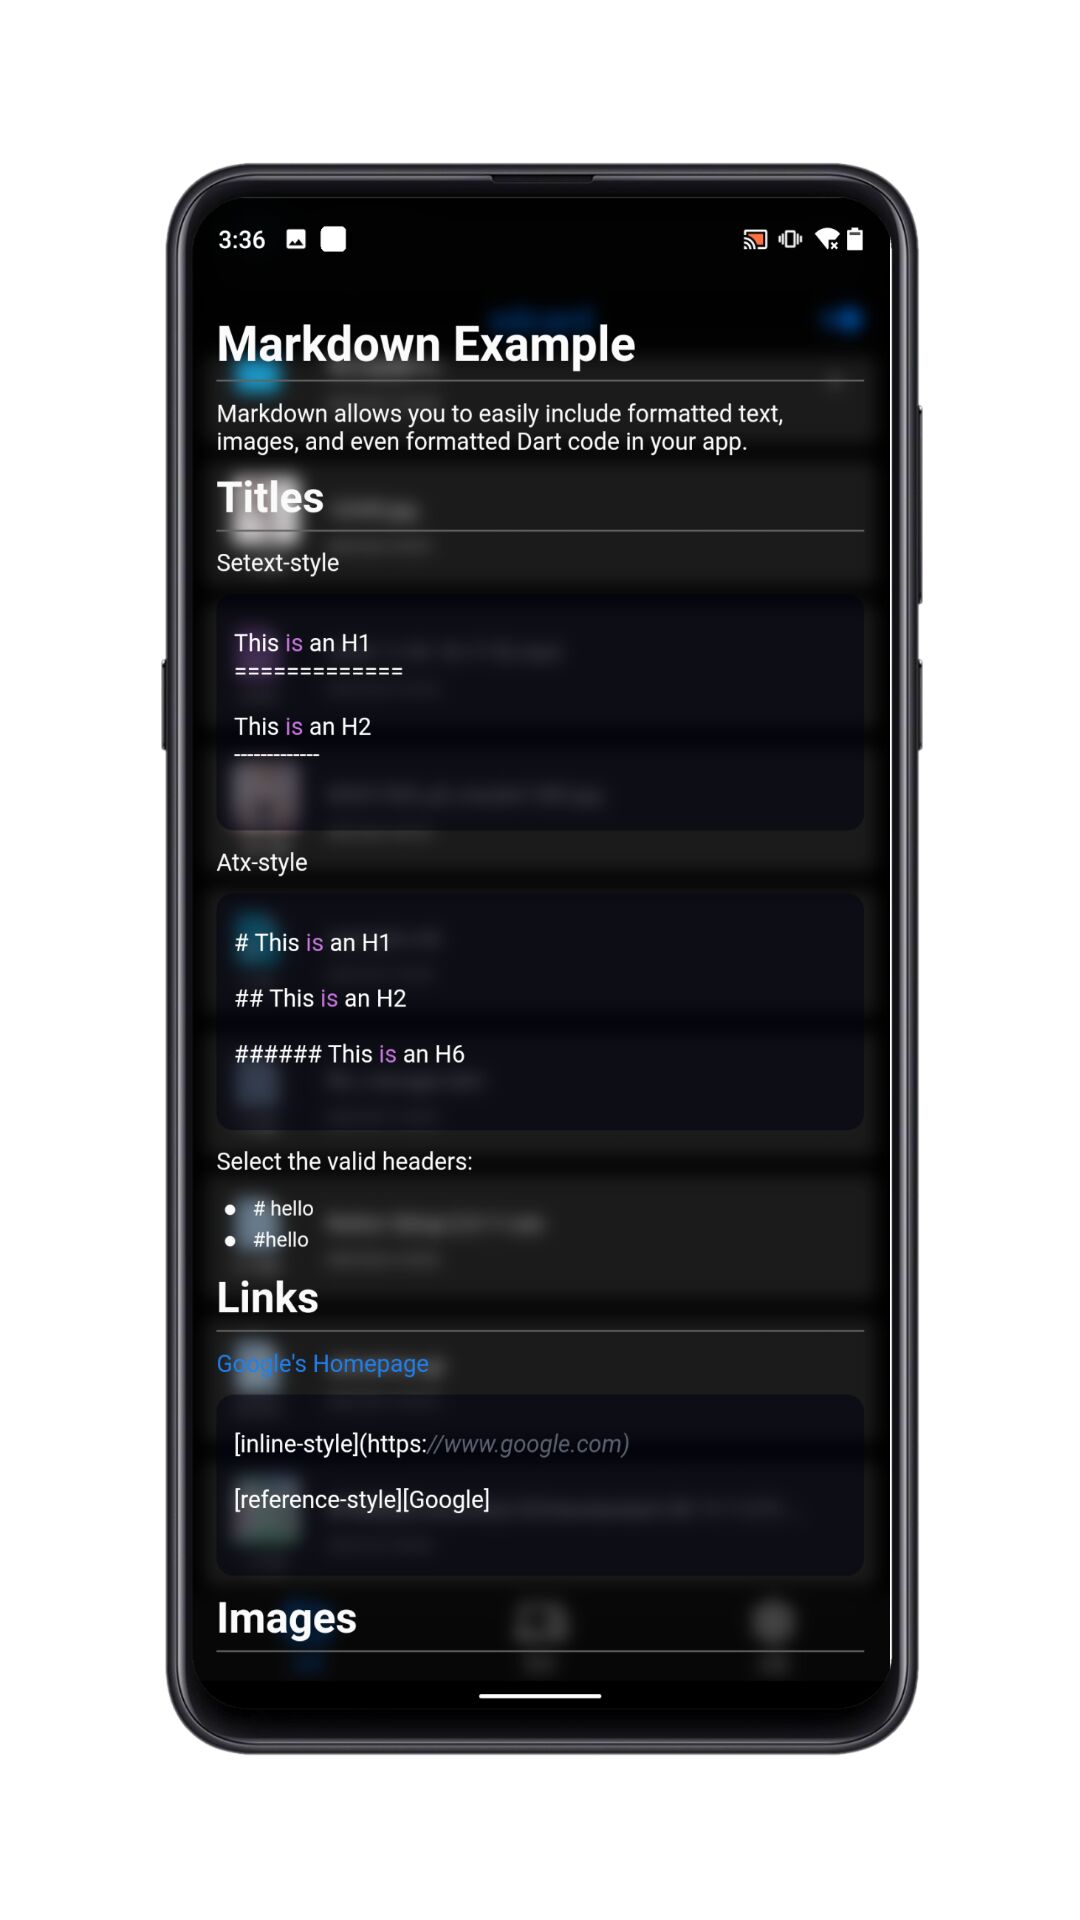 3:36
Markdown Example
Markdown allows you to easily include formatted text,
images, and even formatted Dart code in your app.
Titles
Setext-style
This is an H1
=============
This is an H2
-------------
Atx-style
# This is an H1
## This is an H2
###### This is an H6
Select the valid headers:
● # hello
● #hello
Links
Google's Homepage
[inline-style](https://www.google.com)
[reference-style][Google]
Images